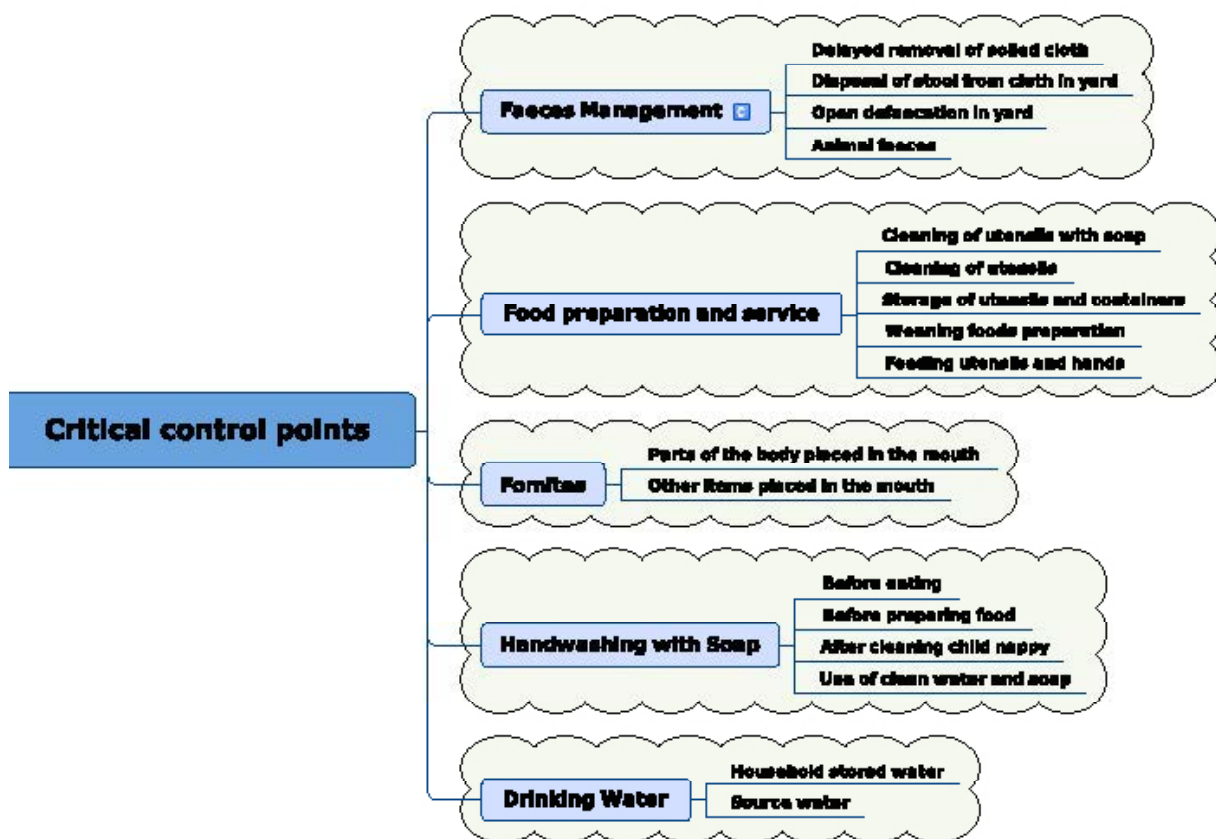 Critical control points
Faeces Management
Delayed removal of soiled cloth
Disposal of stool from cloth in yard
Open defaecation in yard
Animal faeces
Food preparation and service
Cleaning of utensils with soap
Cleaning of utensils
Storage of utensils and containers
Weaning foods preparation
Feeding utensils and hands
Fomites
Parts of the body placed in the mouth
Other items placed in the mouth
Handwashing with Soap
Before eating
Before preparing food
After cleaning child nappy
Use of clean water and soap
Drinking Water
Household stored water
Source water